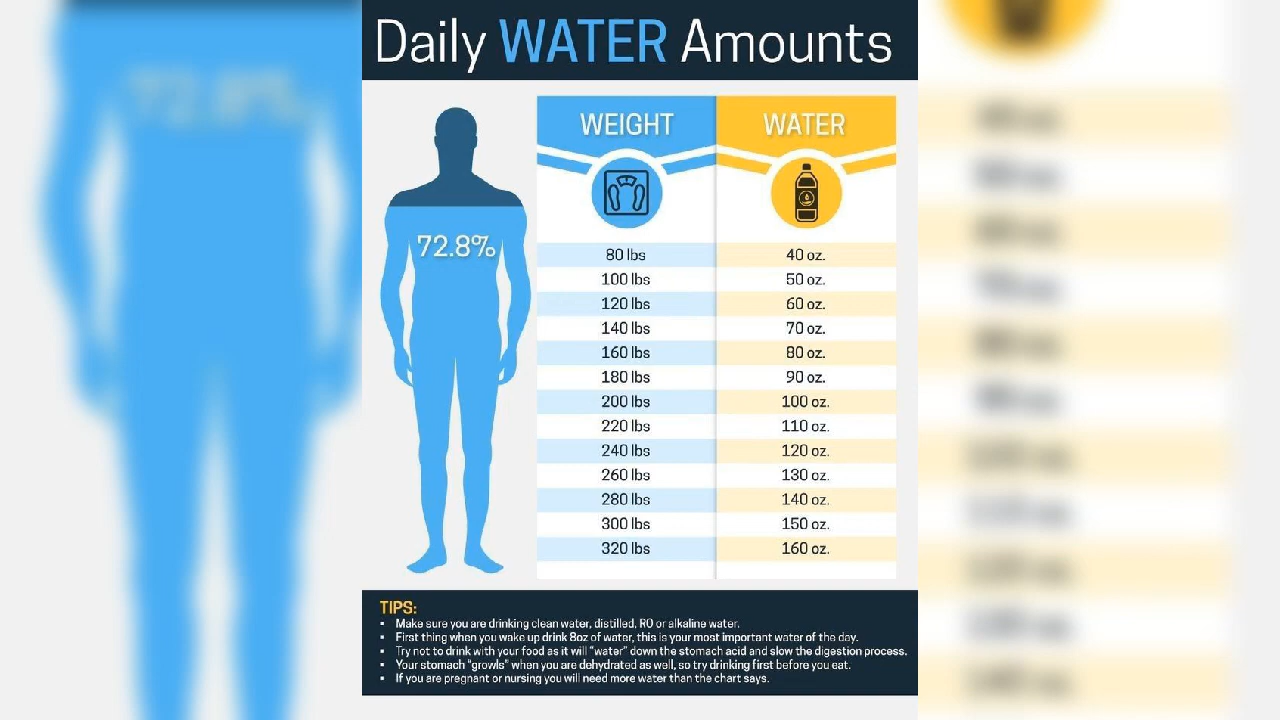 Daily WATER Amounts
WEIGHT WATER
72.8%
80 lbs 40 oz.
100 lbs 50 oz.
120 lbs 60 oz.
140 lbs 70 oz.
160 lbs 80 oz.
180 lbs 90 oz.
200 lbs 100 oz.
220 lbs 110 oz.
240 lbs 120 oz.
260 lbs 130 oz.
280 lbs 140 oz.
300 lbs 150 oz.
320 lbs 160 oz.
TIPS:
▪ Make sure you are drinking clean water, distilled, RO or alkaline water.
▪ First thing when you wake up drink 8oz of water, this is your most important water of the day.
▪ Try not to drink with your food as it will "water" down the stomach acid and slow the digestion process.
▪ Your stomach "growls" when you are dehydrated as well, so try drinking first before you eat.
▪ If you are pregnant or nursing you will need more water than the chart says.